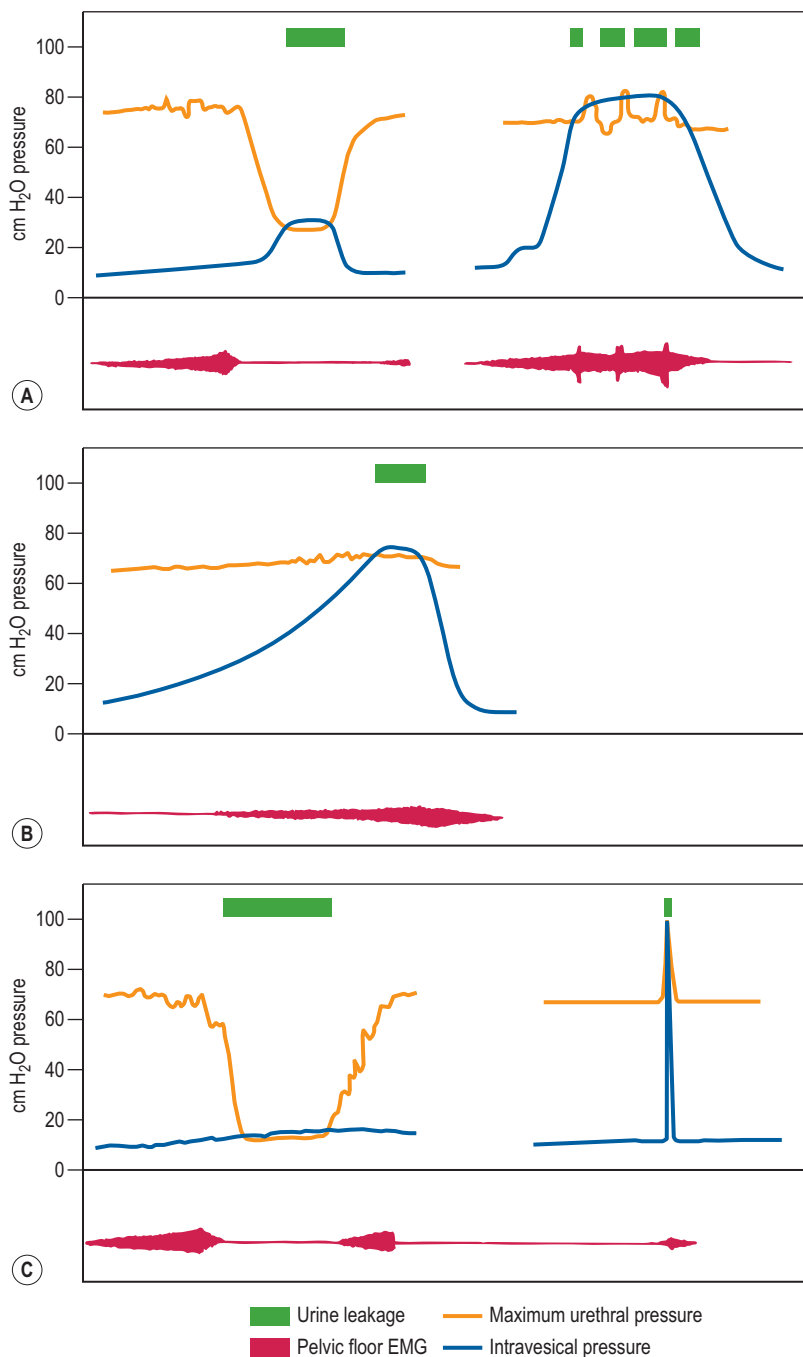 100
80
60
40
20
0
cm H₂O pressure
A
100
80
60
40
20
0
cm H₂O pressure
B
100
80
60
40
20
0
cm H₂O pressure
C
Urine leakage
Maximum urethral pressure
Pelvic floor EMG
Intravesical pressure